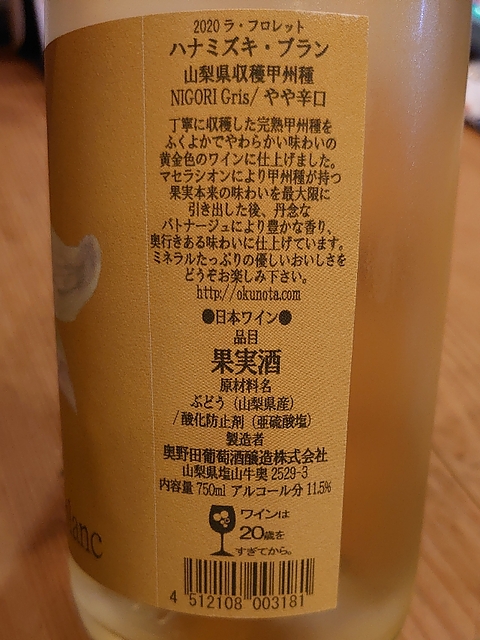 2020 ラ・フロレット
ハナミズキ・ブラン
山梨県収穫甲州種
NIGORI Gris/ やや辛口
丁寧に収穫した完熟甲州種を
ふくよかでやわらかい味わいの
黄金色のワインに仕上げました。
マセラシオンにより甲州種が持つ
果実本来の味わいを最大限に
引き出した後、丹念な
バトナージュにより豊かな香り、
奥行きある味わいに仕上げています。
ミネラルたっぷりの優しいおいしさを
どうぞお楽しみ下さい。
http://okunota.com
●日本ワイン●
品目
果実酒
原材料名
ぶどう（山梨県産）
/酸化防止剤（亜硫酸塩）
製造者
奥野田葡萄酒醸造株式会社
山梨県塩山牛奥 2529-3
内容量 750ml アルコール分 11.5%
ワインは
20歳を
すぎてから。
4 512108 003181
lanc